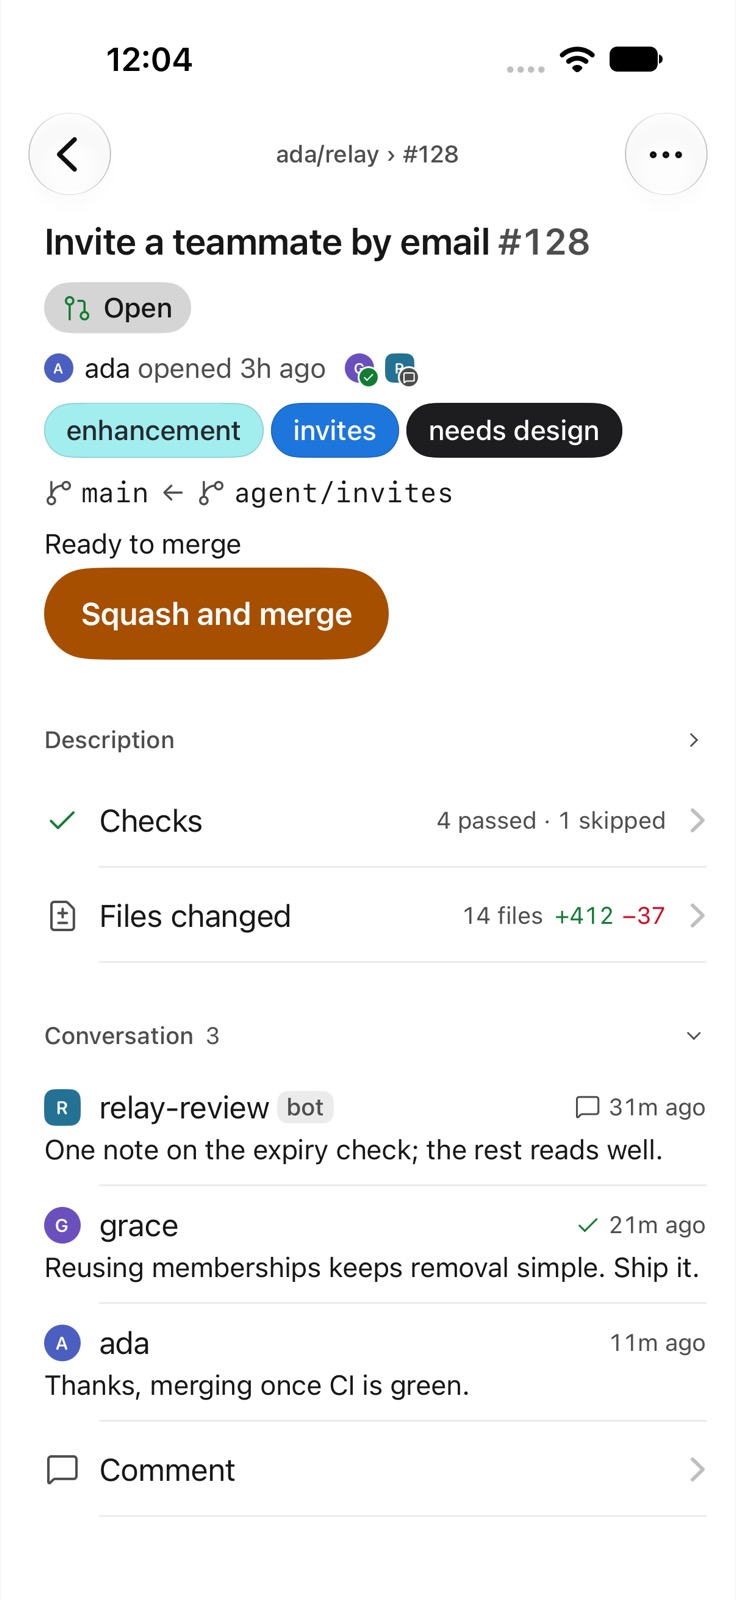 12:04
ada/relay › #128
Invite a teammate by email #128
Open
A ada opened 3h ago G R
enhancement invites needs design
main ← agent/invites
Ready to merge
Squash and merge
Description
Checks 4 passed · 1 skipped
Files changed 14 files +412 −37
Conversation 3
R relay-review bot 31m ago
One note on the expiry check; the rest reads well.
G grace 21m ago
Reusing memberships keeps removal simple. Ship it.
A ada 11m ago
Thanks, merging once CI is green.
Comment